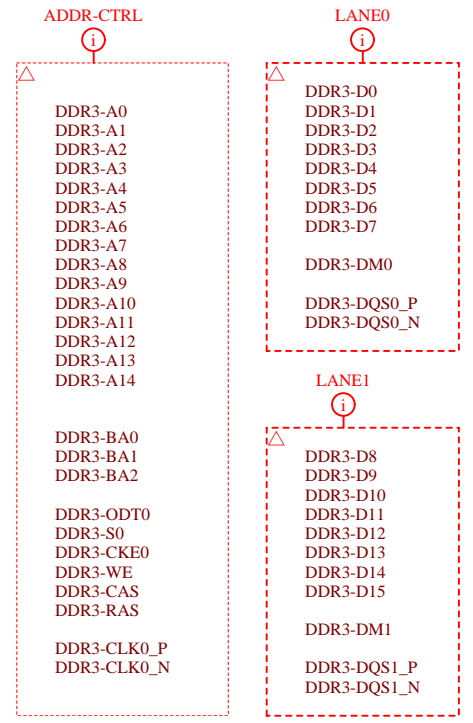 ADDR-CTRL
i
DDR3-A0
DDR3-A1
DDR3-A2
DDR3-A3
DDR3-A4
DDR3-A5
DDR3-A6
DDR3-A7
DDR3-A8
DDR3-A9
DDR3-A10
DDR3-A11
DDR3-A12
DDR3-A13
DDR3-A14
DDR3-BA0
DDR3-BA1
DDR3-BA2
DDR3-ODT0
DDR3-S0
DDR3-CKE0
DDR3-WE
DDR3-CAS
DDR3-RAS
DDR3-CLK0_P
DDR3-CLK0_N
LANE0
i
DDR3-D0
DDR3-D1
DDR3-D2
DDR3-D3
DDR3-D4
DDR3-D5
DDR3-D6
DDR3-D7
DDR3-DM0
DDR3-DQS0_P
DDR3-DQS0_N
LANE1
i
DDR3-D8
DDR3-D9
DDR3-D10
DDR3-D11
DDR3-D12
DDR3-D13
DDR3-D14
DDR3-D15
DDR3-DM1
DDR3-DQS1_P
DDR3-DQS1_N